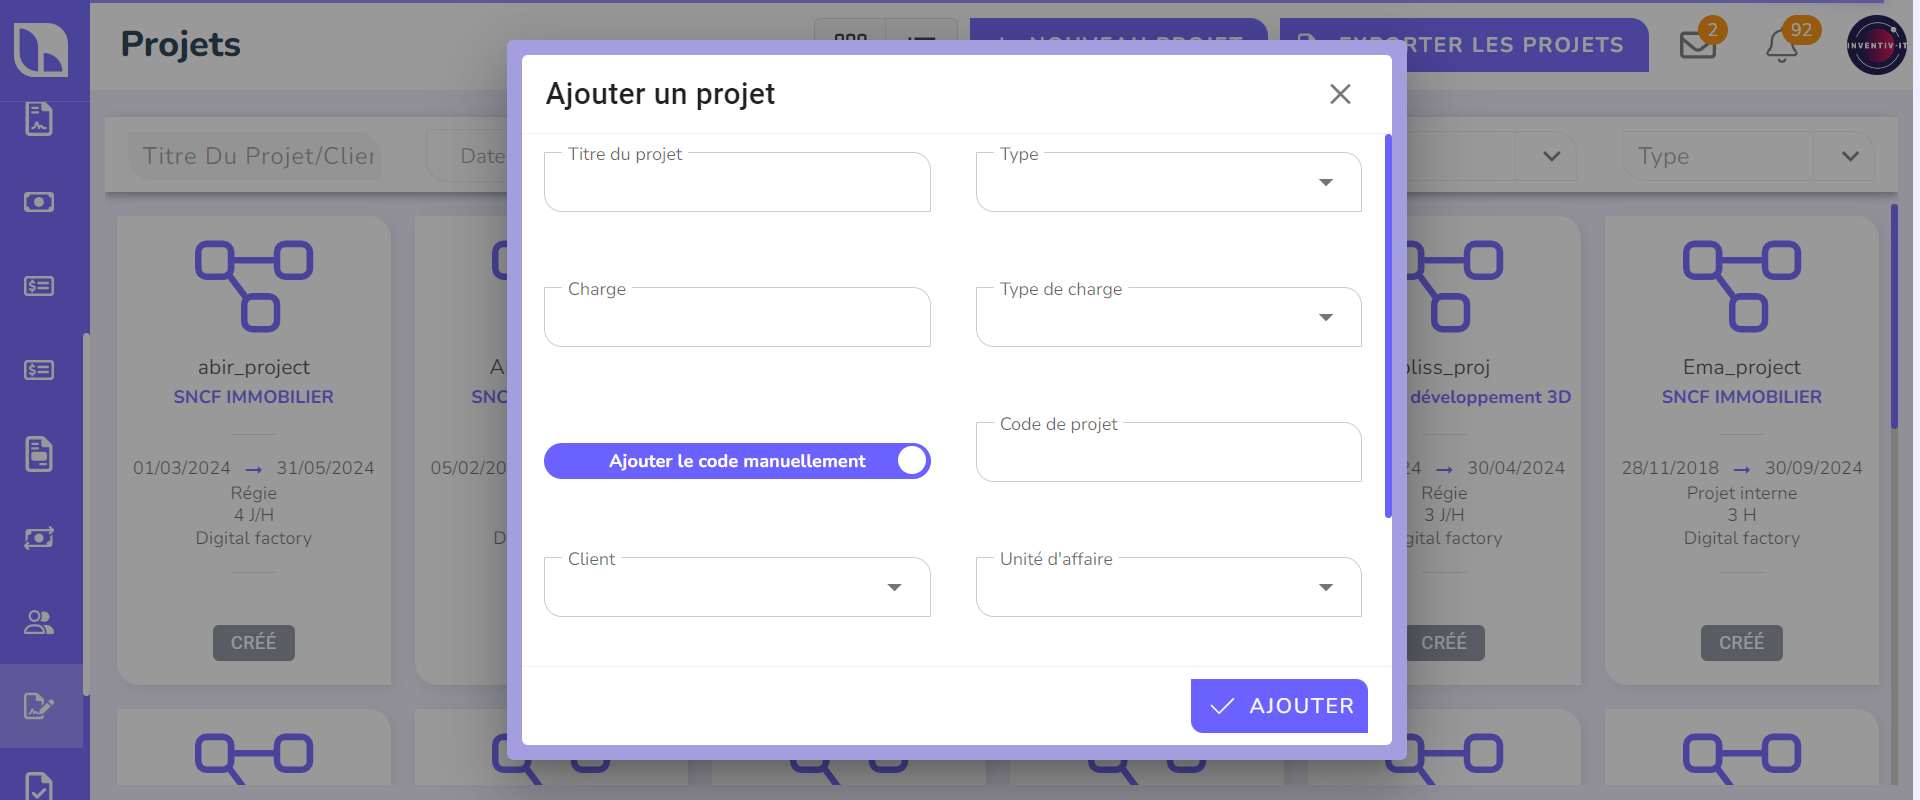 Projets
NOUVEAU PROJET
EXPORTER LES PROJETS
2
92
INVENTIV-IT
Titre Du Projet/Clien
Date
Type
Ajouter un projet
Titre du projet
Type
Charge
Type de charge
Ajouter le code manuellement
Code de projet
Client
Unité d'affaire
AJOUTER
abir_project
SNCF IMMOBILIER
01/03/2024 → 31/05/2024
Régie
4 J/H
Digital factory
CRÉÉ
A
SNC
05/02/20
D
liss_proj
développement 3D
24 → 30/04/2024
Régie
3 J/H
gital factory
CRÉÉ
Ema_project
SNCF IMMOBILIER
28/11/2018 → 30/09/2024
Projet interne
3 H
Digital factory
CRÉÉ